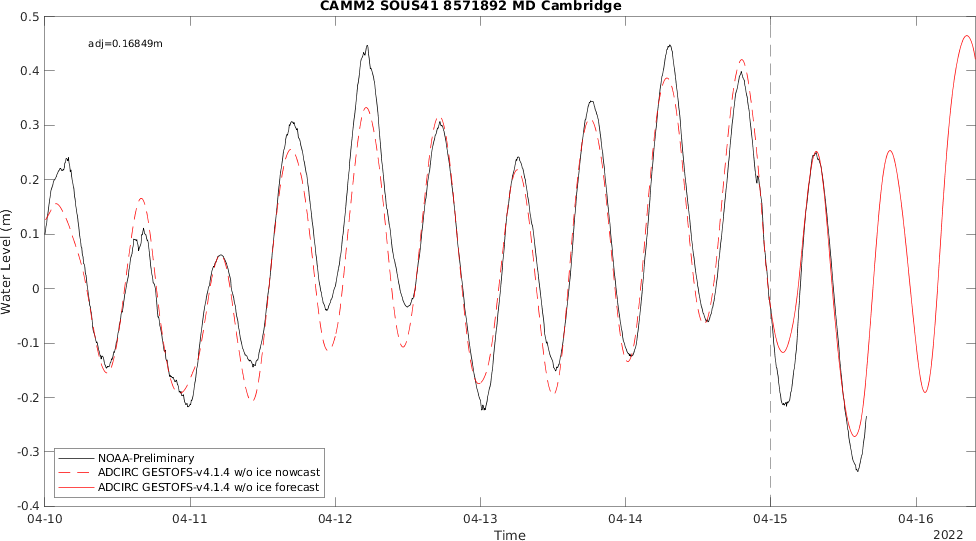 CAMM2 SOUS41 8571892 MD Cambridge
0.5
adj=0.16849m
0.4
0.3
0.2
0.1
0
-0.1
-0.2
-0.3
-0.4
Water Level (m)
NOAA-Preliminary
ADCIRC GESTOFS-v4.1.4 w/o ice nowcast
ADCIRC GESTOFS-v4.1.4 w/o ice forecast
04-10 04-11 04-12 04-13 04-14 04-15 04-16
Time
2022